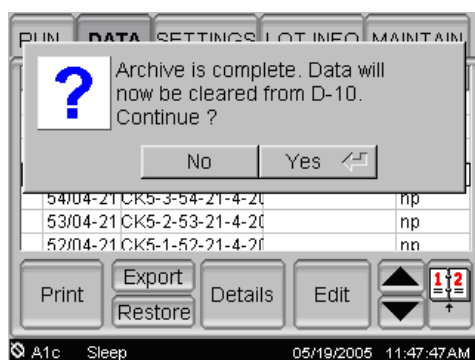 RUN DATA SETTINGS LOT INFO MAINTAIN
Archive is complete. Data will
now be cleared from D-10.
Continue ?
No Yes
54/04-21 CK5-3-54-21-4-20 np
53/04-21 CK5-2-53-21-4-20 np
52/04-21 CK5-1-52-21-4-20 np
Print Export Restore Details Edit 1 2
A1c Sleep 05/19/2005 11:47:47AM